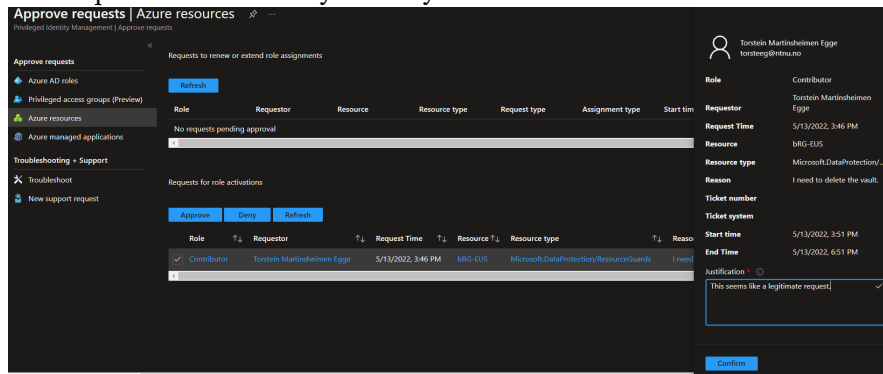 Approve requests | Azure resources
Privileged Identity Management | Approve requests
Approve requests
Azure AD roles
Privileged access groups (Preview)
Azure resources
Azure managed applications
Troubleshooting + Support
Troubleshoot
New support request
Requests to renew or extend role assignments
Refresh
Role Requestor Resource Resource type Request type Assignment type Start tim
No requests pending approval
Requests for role activations
Approve Deny Refresh
Role Requestor Request Time Resource Resource type Reaso
Contributor Torstein Martinsheimen Egge 5/13/2022, 3:46 PM bRG-EUS Microsoft.DataProtection/ResourceGuards I need
Torstein Martinsheimen Egge
torsteeg@ntnu.no
Role Contributor
Requestor Torstein Martinsheimen
Egge
Request Time 5/13/2022, 3:46 PM
Resource bRG-EUS
Resource type Microsoft.DataProtection/...
Reason I need to delete the vault.
Ticket number
Ticket system
Start time 5/13/2022, 3:51 PM
End Time 5/13/2022, 6:51 PM
Justification *
This seems like a legitimate request.
Confirm